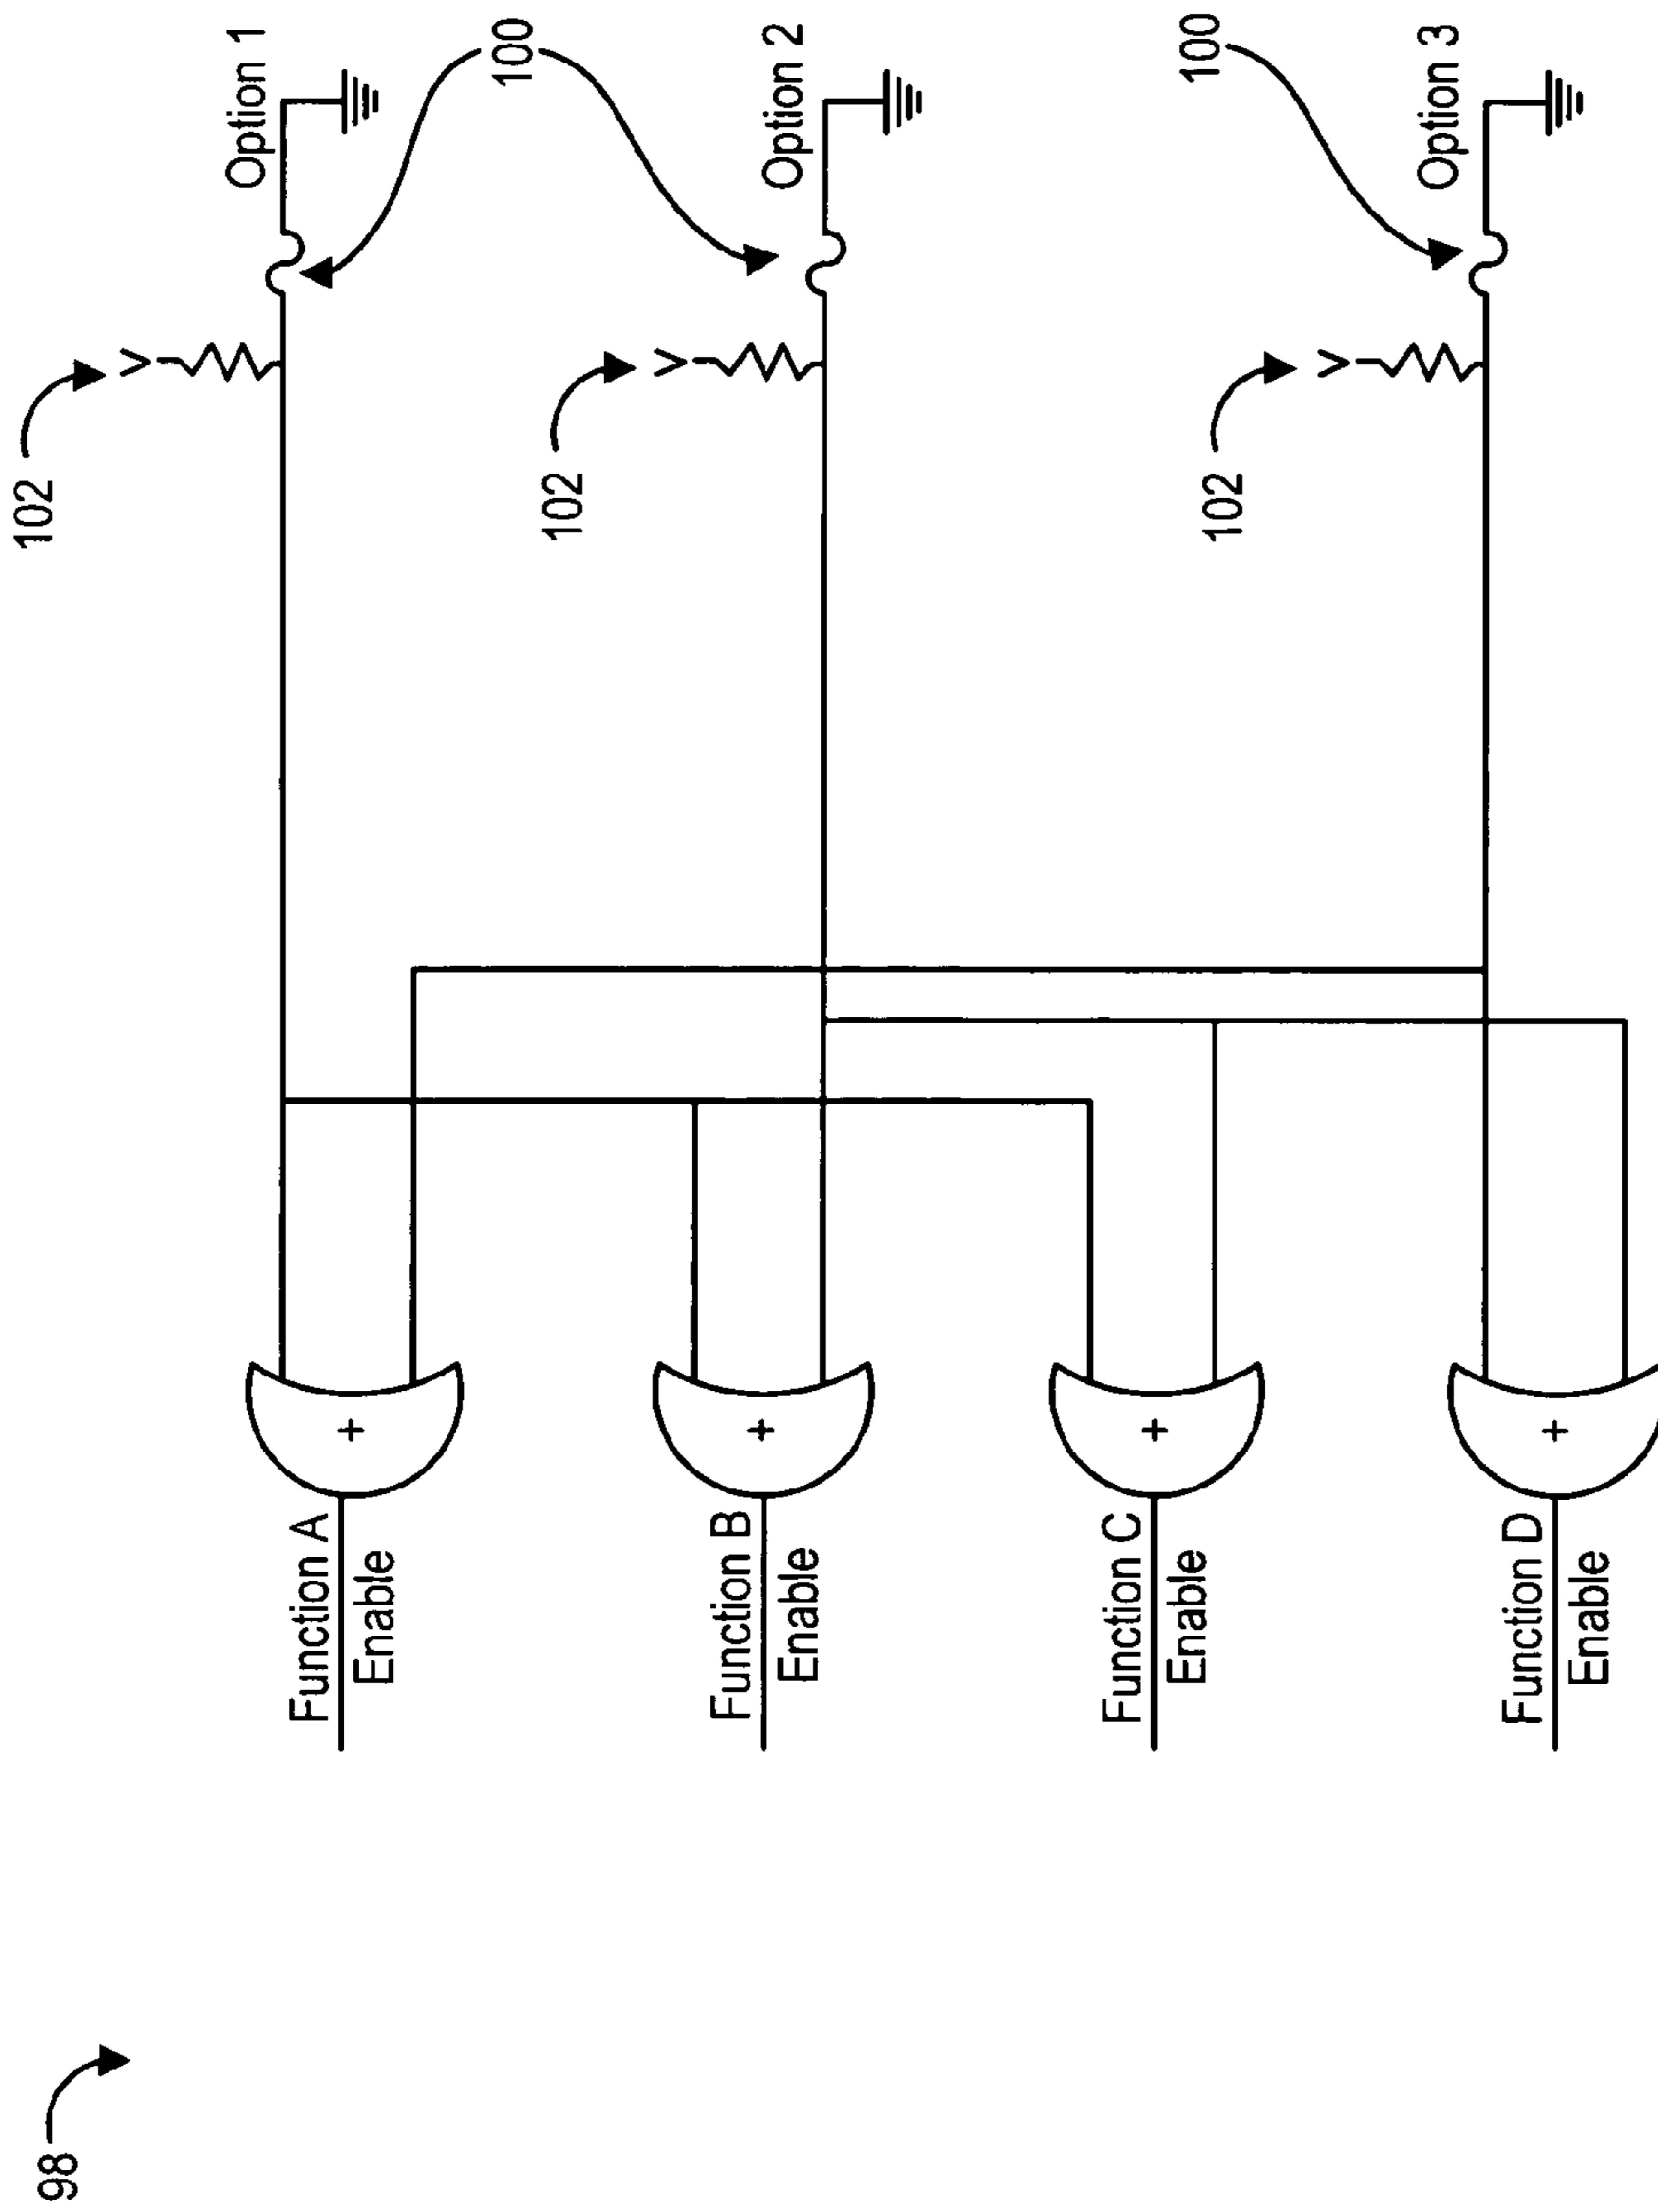 98
102
Option 1
100
Function A
Enable
102
Option 2
Function B
Enable
Function C
Enable
102
100
Option 3
Function D
Enable
V
V
V
+
+
+
+